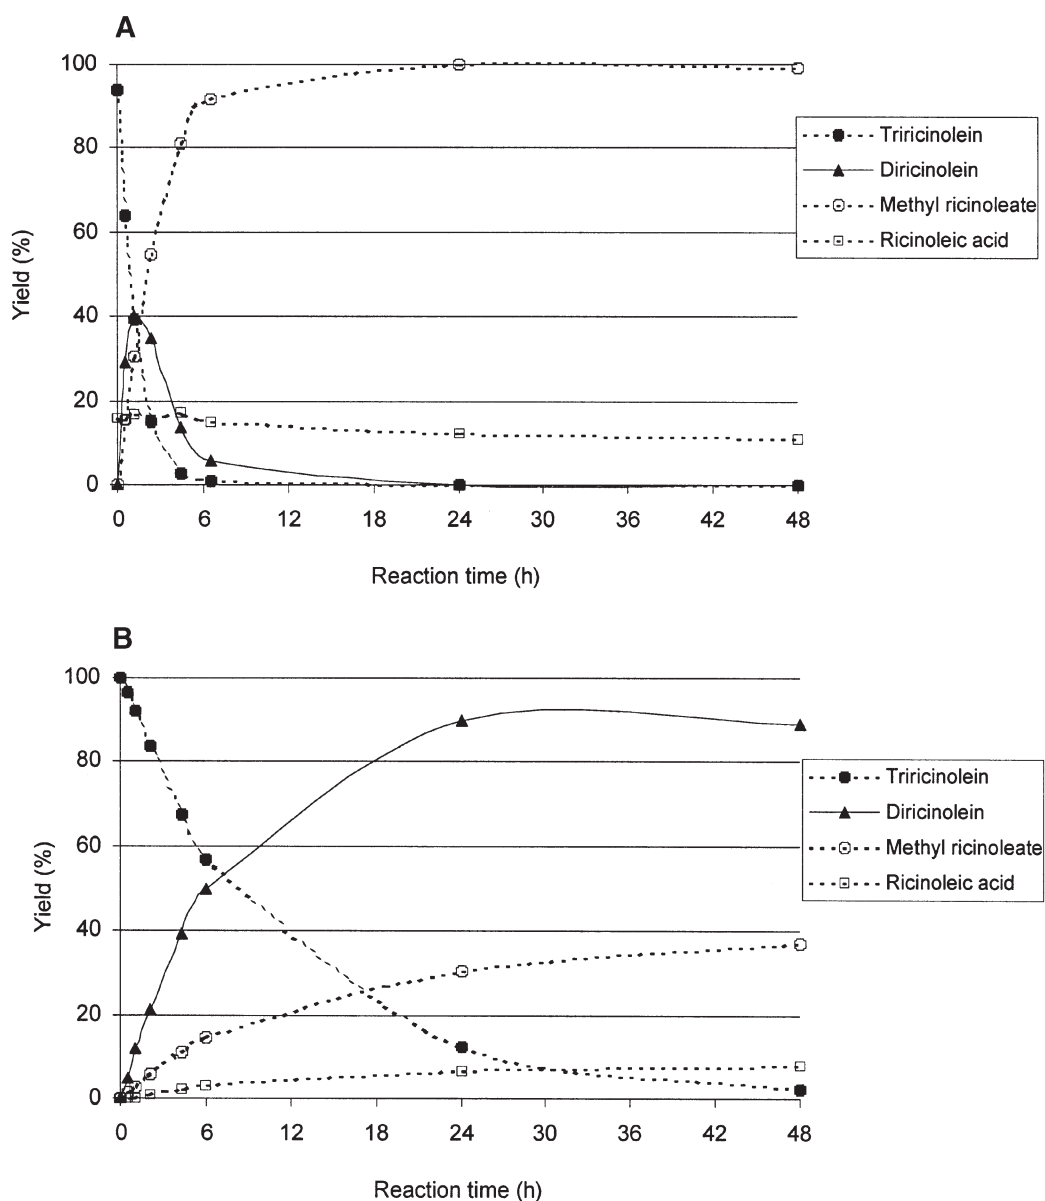 A
100
80
60
40
20
0
Yield (%)
0 6 12 18 24 30 36 42 48
Reaction time (h)
Triricinolein
Diricinolein
Methyl ricinoleate
Ricinoleic acid
B
100
80
60
40
20
0
Yield (%)
0 6 12 18 24 30 36 42 48
Reaction time (h)
Triricinolein
Diricinolein
Methyl ricinoleate
Ricinoleic acid